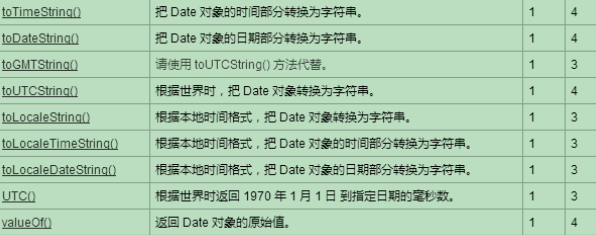 toTimeString() 把 Date 对象的时间部分转换为字符串。 1 4
toDateString() 把 Date 对象的日期部分转换为字符串。 1 4
toGMTString() 请使用 toUTCString() 方法代替。 1 3
toUTCString() 根据世界时，把 Date 对象转换为字符串。 1 4
toLocaleString() 根据本地时间格式，把 Date 对象转换为字符串。 1 3
toLocaleTimeString() 根据本地时间格式，把 Date 对象的时间部分转换为字符串。 1 3
toLocaleDateString() 根据本地时间格式，把 Date 对象的日期部分转换为字符串。 1 3
UTC() 根据世界时返回 1970 年 1 月 1 日 到指定日期的毫秒数。 1 3
valueOf() 返回 Date 对象的原始值。 1 4